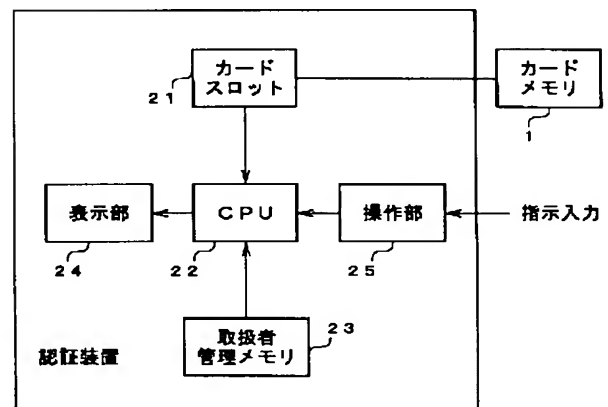 カード
スロット
21
カード
メモリ
1
表示部
24
CPU
22
操作部
25
指示入力
取扱者
管理メモリ
23
認証装置